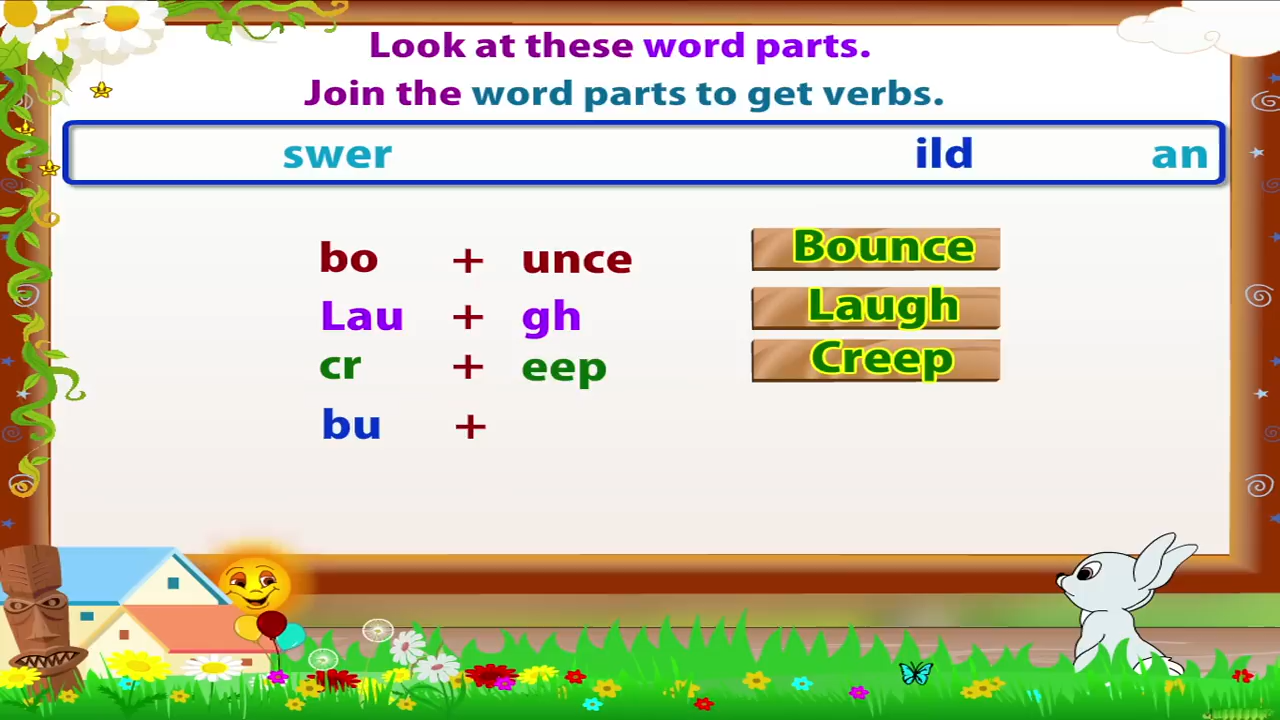 Look at these word parts.
Join the word parts to get verbs.
swer ild an
bo + unce Bounce
Lau + gh Laugh
cr + eep Creep
bu +